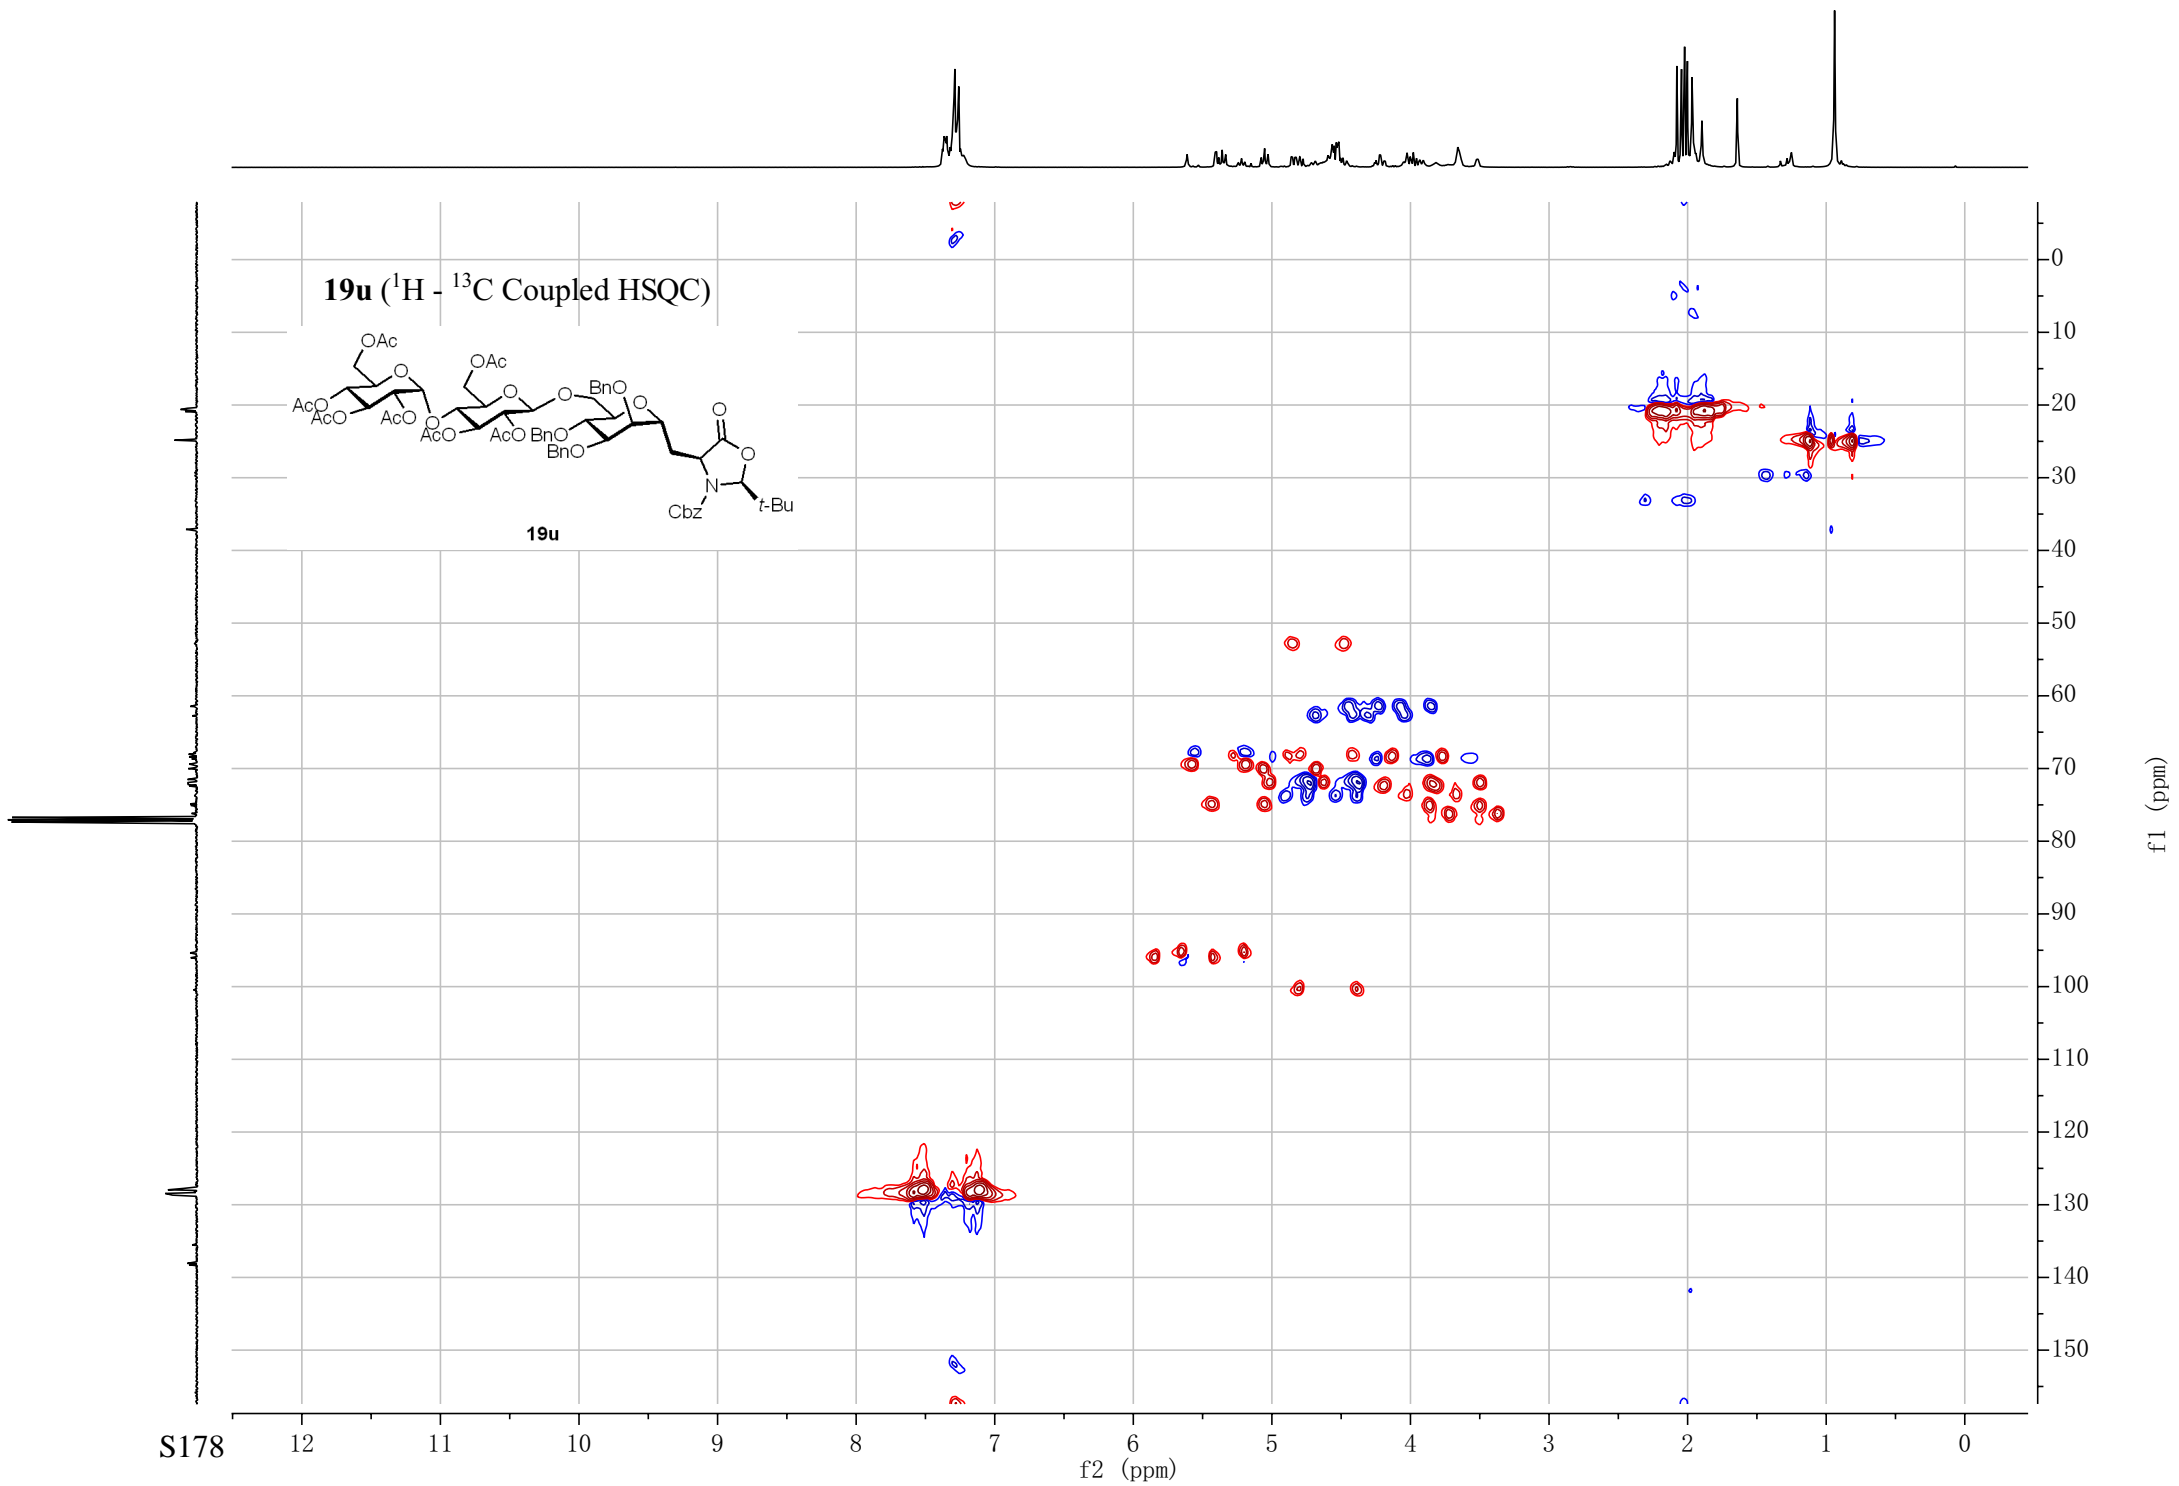 19u (¹H - ¹³C Coupled HSQC)
OAc
OAc
O
O
O
BnO
O
O
AcO
AcO
AcO
O
AcO
AcO
BnO
BnO
O
N
Cbz
t-Bu
19u
0
10
20
30
40
50
60
70
80
90
100
110
120
130
140
150
f1 (ppm)
12 11 10 9 8 7 6 5 4 3 2 1 0
f2 (ppm)
S178